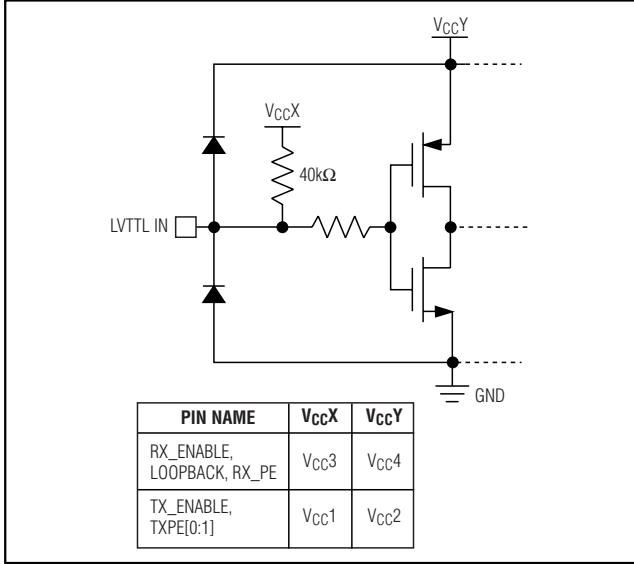 VCCY
VCCX
40kΩ
LVTTL IN
GND
PIN NAME VCCX VCCY
RX_ENABLE,
LOOPBACK, RX_PE VCC3 VCC4
TX_ENABLE,
TXPE[0:1] VCC1 VCC2